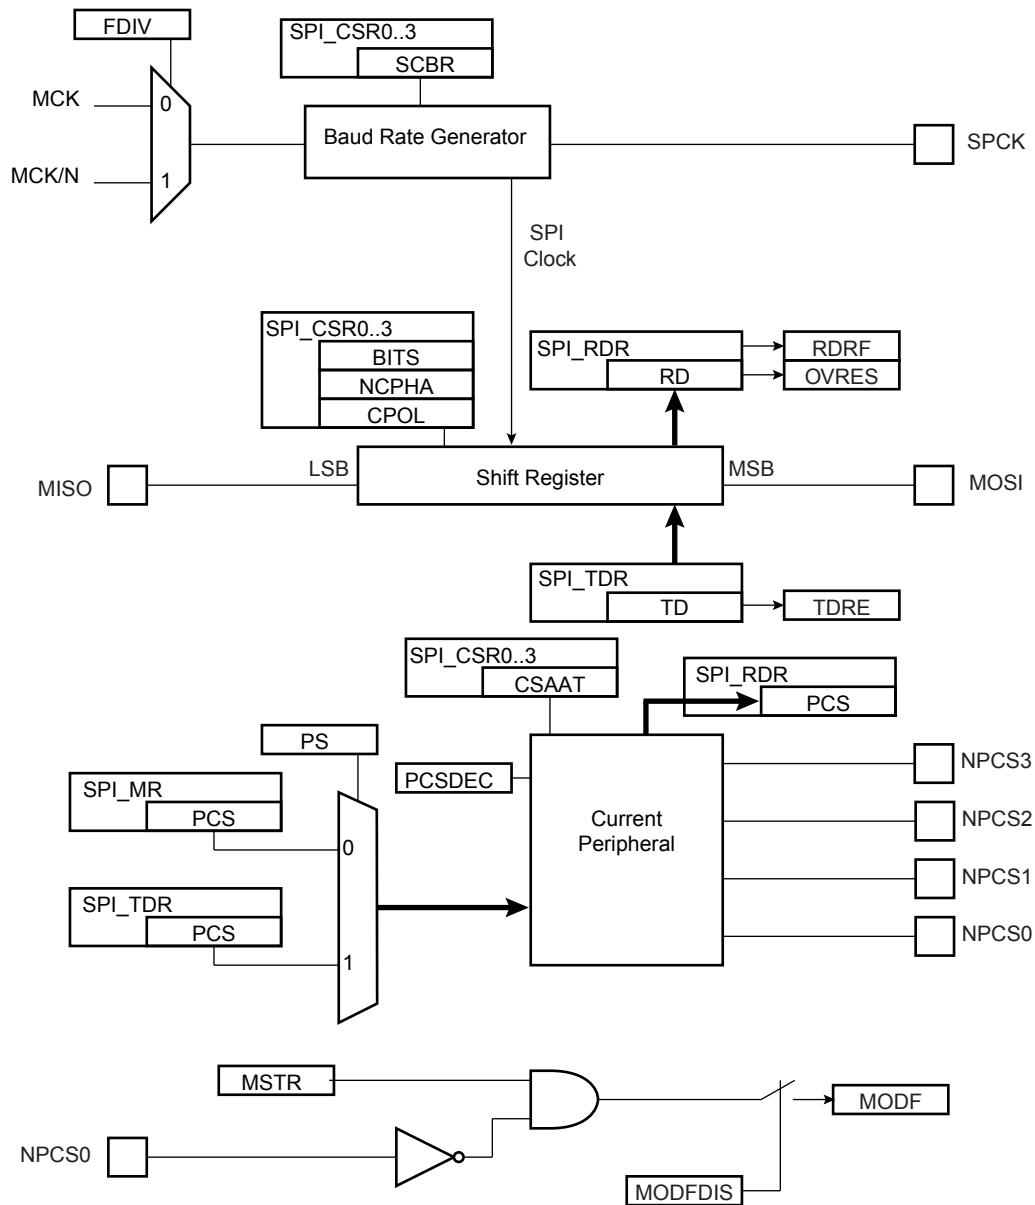 FDIV
SPI_CSR0..3
SCBR
MCK
0
Baud Rate Generator
SPCK
MCK/N
1
SPI
Clock
SPI_CSR0..3
BITS
NCPHA
CPOL
SPI_RDR
RD
RDRF
OVRES
MISO
LSB
Shift Register
MSB
MOSI
SPI_TDR
TD
TDRE
SPI_CSR0..3
CSAAT
SPI_RDR
PCS
PS
PCSDEC
SPI_MR
PCS
0
SPI_TDR
PCS
1
Current
Peripheral
NPCS3
NPCS2
NPCS1
NPCS0
MSTR
MODF
NPCS0
MODFDIS